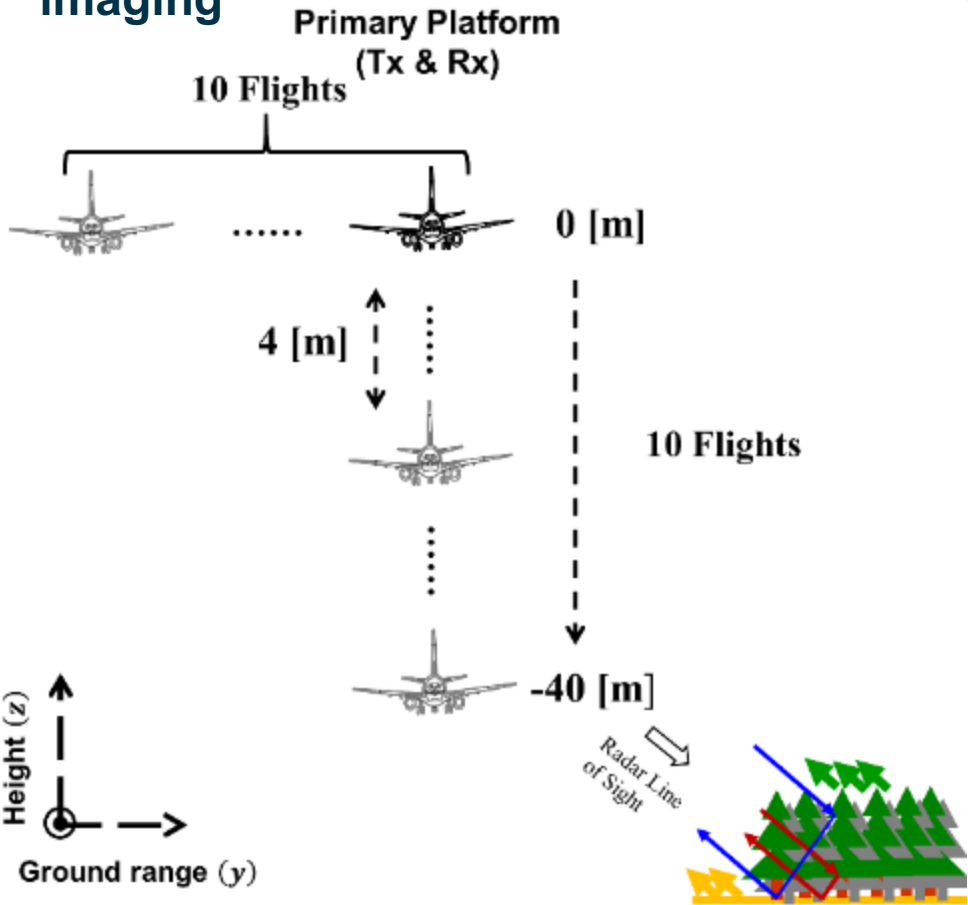 Imaging
Primary Platform
(Tx & Rx)
10 Flights
0 [m]
4 [m]
10 Flights
-40 [m]
Radar Line
of Sight
Height (z)
Ground range (y)